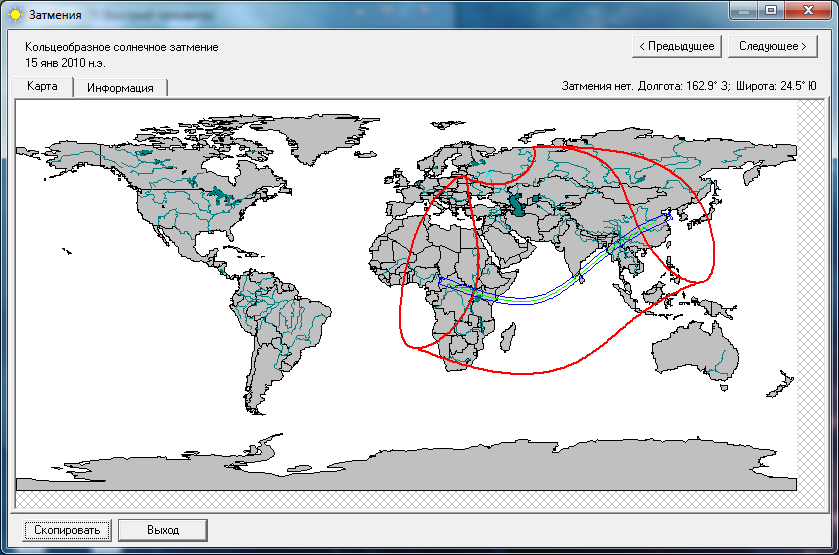 Затмения
Кольцеобразное солнечное затмение
15 янв 2010 н.э.
< Предыдущее
Следующее >
Карта
Информация
Затмения нет. Долгота: 162.9° З; Широта: 24.5° Ю
Скопировать
Выход